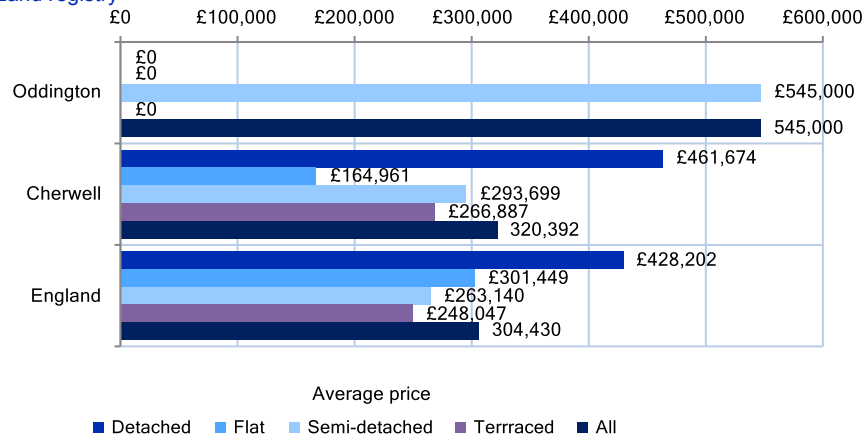 Land registry
£0 £100,000 £200,000 £300,000 £400,000 £500,000 £600,000
£0
£0
Oddington £545,000
£0
545,000
£461,674
£164,961
Cherwell £293,699
£266,887
320,392
£428,202
£301,449
England £263,140
£248,047
304,430
Average price
Detached Flat Semi-detached Terrraced All